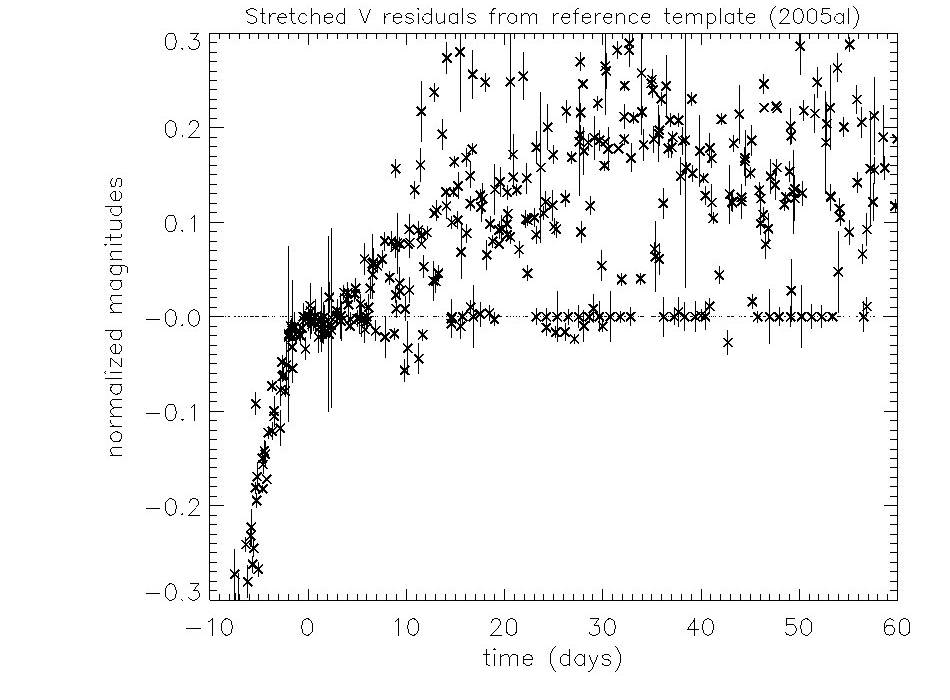 Stretched V residuals from reference template (2005al)
0.3
0.2
0.1
−0.0
−0.1
−0.2
−0.3
normalized magnitudes
−10 0 10 20 30 40 50 60
time (days)